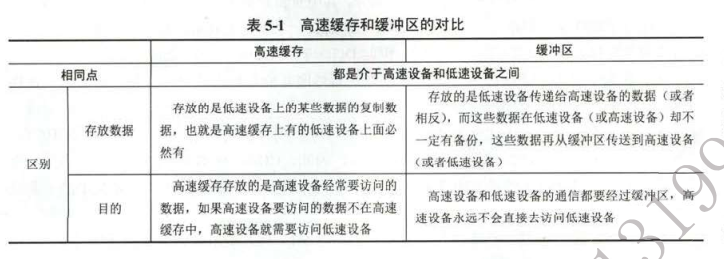 表 5-1 高速缓存和缓冲区的对比
高速缓存 缓冲区
相同点 都是介于高速设备和低速设备之间
区别
存放数据
存放的是低速设备上的某些数据的复制数
据，也就是高速缓存上有的低速设备上面必
然有
存放的是低速设备传递给高速设备的数据（或者
相反），而这些数据在低速设备（或高速设备）却不
一定有备份，这些数据再从缓冲区传送到高速设备
（或者低速设备）
目的
高速缓存存放的是高速设备经常要访问的
数据，如果高速设备要访问的数据不在高速
缓存中，高速设备就需要访问低速设备
高速设备和低速设备的通信都要经过缓冲区，高
速设备永远不会直接去访问低速设备